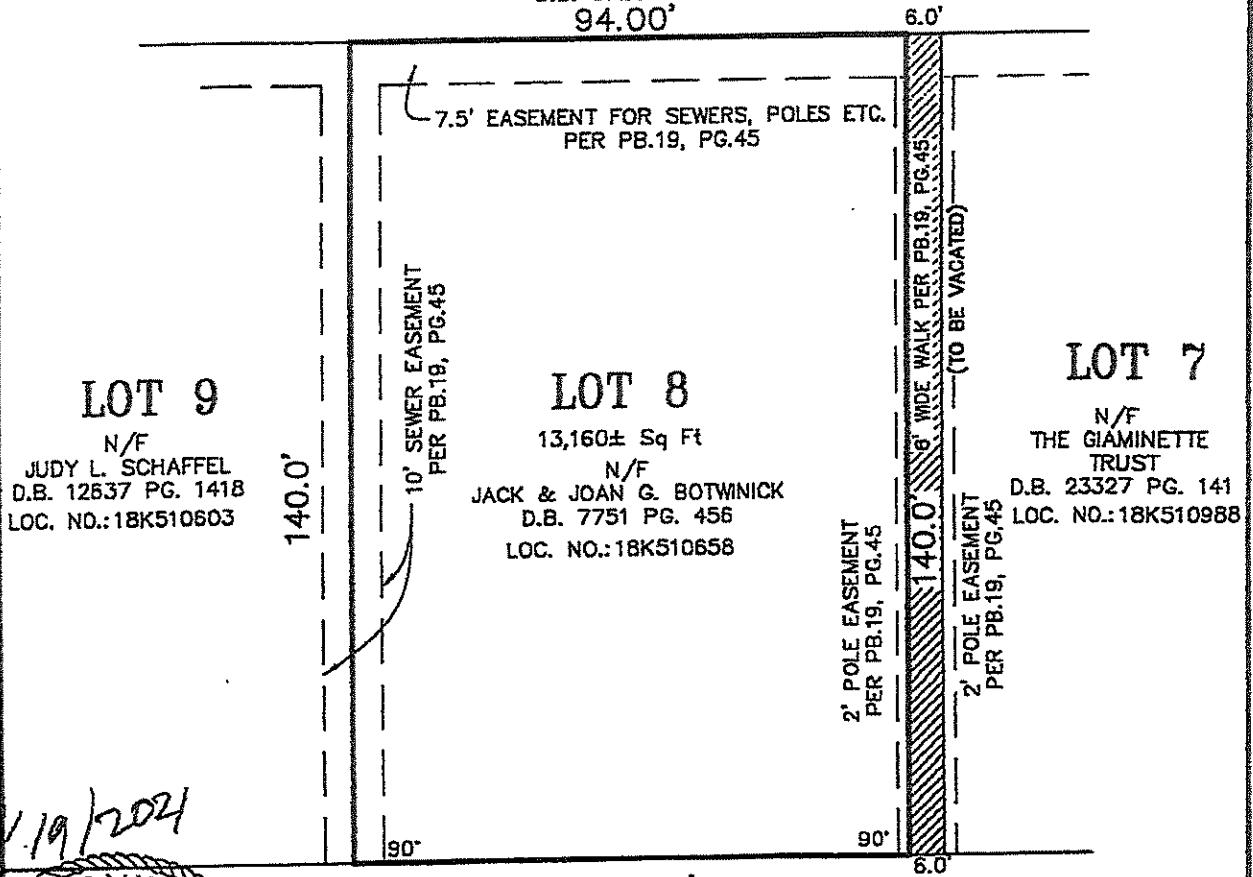 94.00'
6.0'
7.5' EASEMENT FOR SEWERS, POLES ETC.
PER PB.19, PG.45
10' SEWER EASEMENT
PER PB.19, PG.45
6' WIDE WALK PER PB.19, PG.45
(TO BE VACATED)
LOT 9
N/F
JUDY L. SCHAFFEL
D.B. 12637 PG. 1418
LOC. NO.:18K510603
140.0'
LOT 8
13,160± Sq Ft
N/F
JACK & JOAN G. BOTWINICK
D.B. 7751 PG. 456
LOC. NO.:18K510658
LOT 7
N/F
THE GIAMINETTE
TRUST
D.B. 23327 PG. 141
LOC. NO.:18K510988
140.0'
2' POLE EASEMENT
PER PB.19, PG.45
2' POLE EASEMENT
PER PB.19, PG.45
19/2021
90°
90°
6.0'